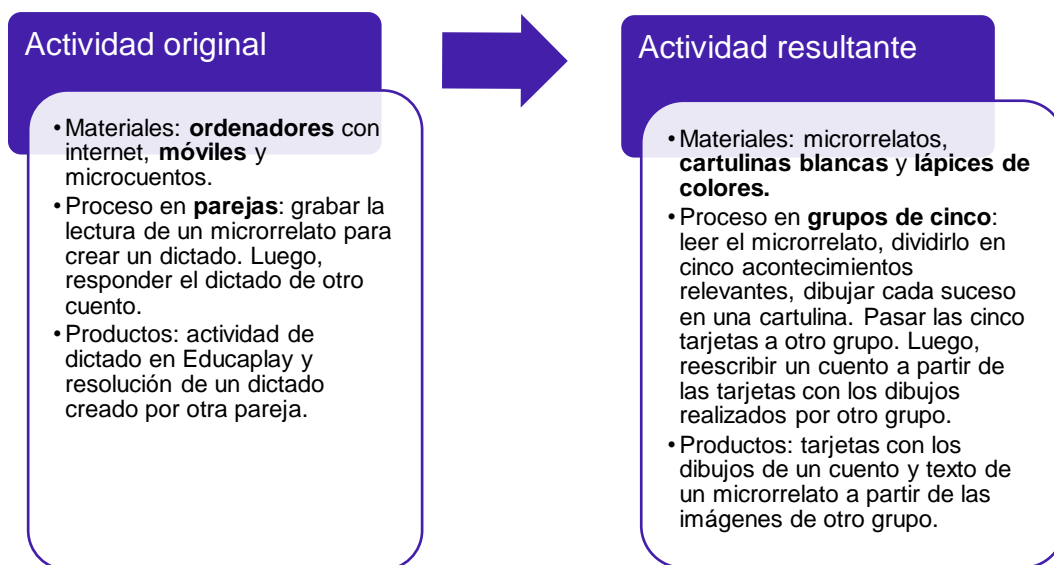 Actividad original
• Materiales: ordenadores con
internet, móviles y
microcuentos.
• Proceso en parejas: grabar la
lectura de un microrrelato para
crear un dictado. Luego,
responder el dictado de otro
cuento.
• Productos: actividad de
dictado en Educaplay y
resolución de un dictado
creado por otra pareja.
Actividad resultante
• Materiales: microrrelatos,
cartulinas blancas y lápices de
colores.
• Proceso en grupos de cinco:
leer el microrrelato, dividirlo en
cinco acontecimientos
relevantes, dibujar cada suceso
en una cartulina. Pasar las cinco
tarjetas a otro grupo. Luego,
reescribir un cuento a partir de
las tarjetas con los dibujos
realizados por otro grupo.
• Productos: tarjetas con los
dibujos de un cuento y texto de
un microrrelato a partir de las
imágenes de otro grupo.